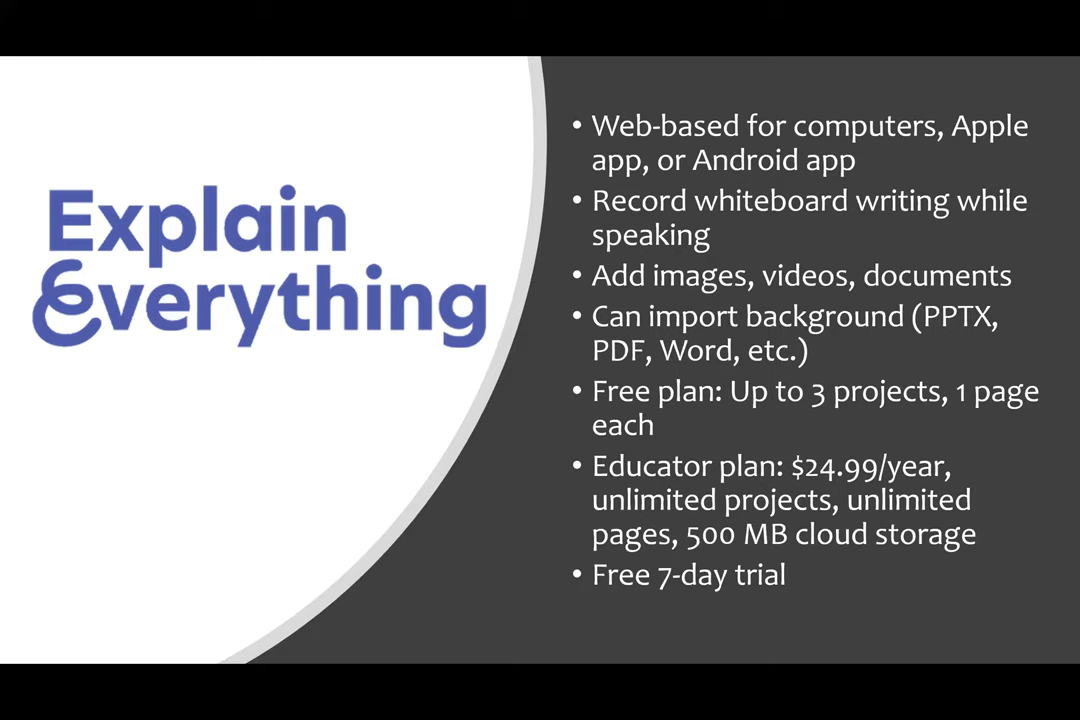 Explain
Everything
• Web-based for computers, Apple
app, or Android app
• Record whiteboard writing while
speaking
• Add images, videos, documents
• Can import background (PPTX,
PDF, Word, etc.)
• Free plan: Up to 3 projects, 1 page
each
• Educator plan: $24.99/year,
unlimited projects, unlimited
pages, 500 MB cloud storage
• Free 7-day trial